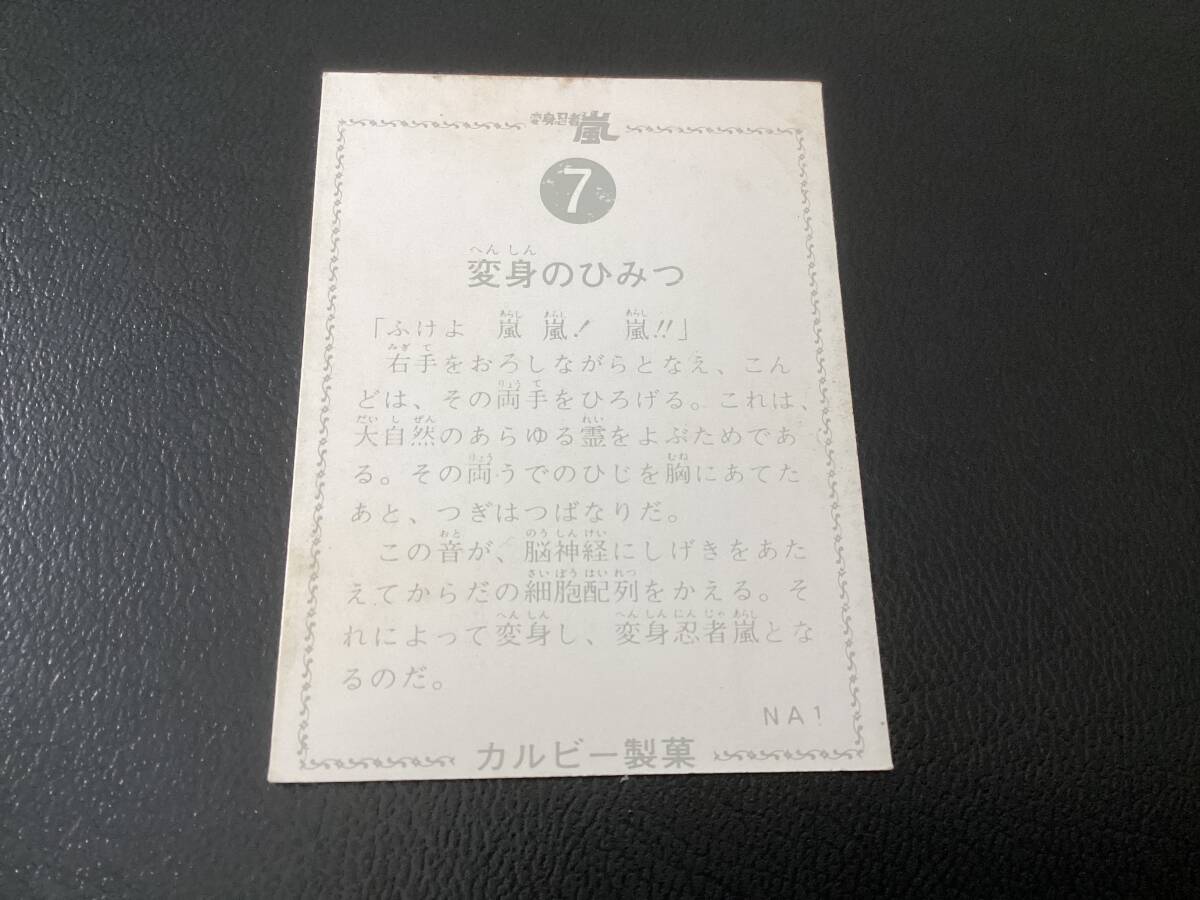 変身忍者嵐
7
変身のひみつ
「ふけよ 嵐 嵐! 嵐!!」
右手をおろしながらとなえ、こん
どは、その両手をひろげる。これは、
大自然のあらゆる霊をよぶためであ
る。その両うでのひじを胸にあてた
あと、つぎはつばなりだ。
この音が、脳神経にしげきをあた
えてからだの細胞配列をかえる。そ
れによって変身し、変身忍者嵐とな
るのだ。
NA1
カルビー製菓